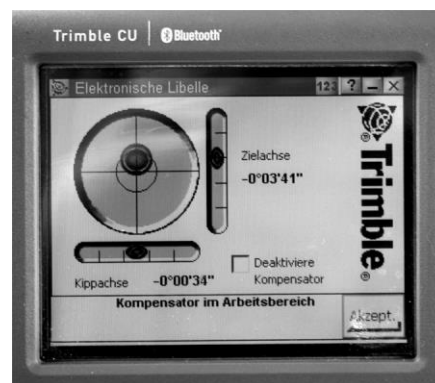 Trimble CU Bluetooth
Elektronische Libelle 123 ? – ×
Zielachse
-0°03'41"
Trimble
Deaktiviere
Kompensator
Kippachse -0°00'34"
Kompensator im Arbeitsbereich
Akzept.